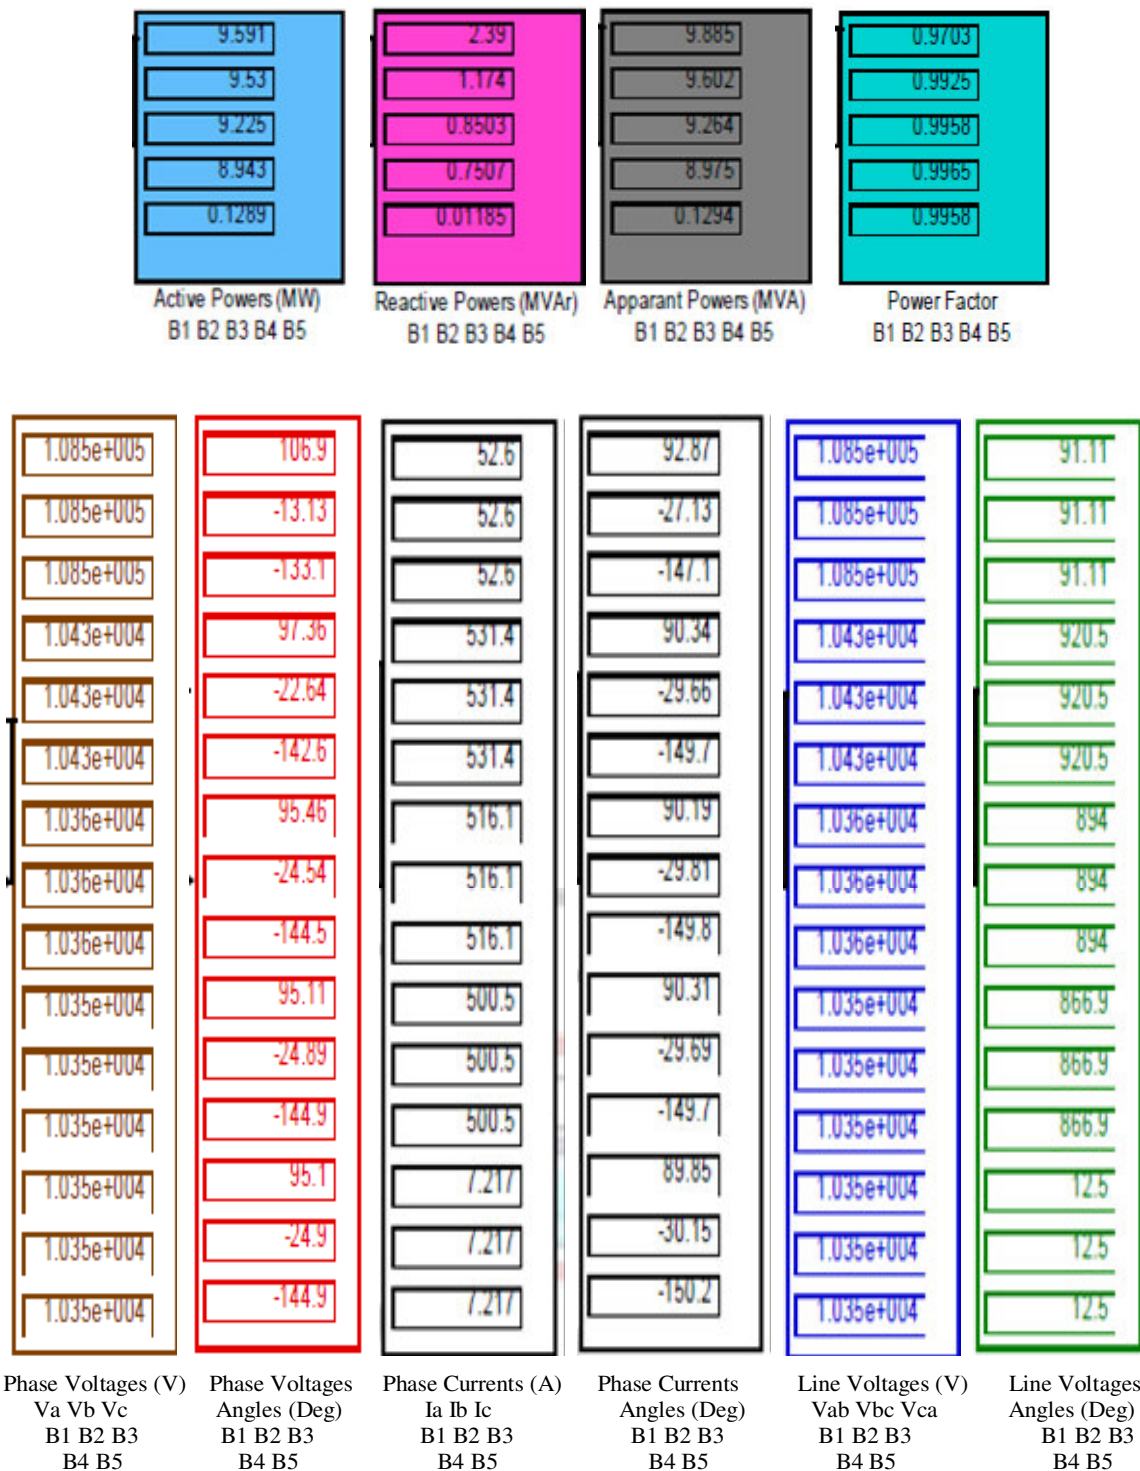 9.591
9.53
9.225
8.943
0.1289
Active Powers (MW)
B1 B2 B3 B4 B5
2.39
1.174
0.8503
0.7507
0.01185
Reactive Powers (MVAr)
B1 B2 B3 B4 B5
9.885
9.602
9.264
8.975
0.1294
Apparant Powers (MVA)
B1 B2 B3 B4 B5
0.9703
0.9925
0.9958
0.9965
0.9958
Power Factor
B1 B2 B3 B4 B5
1.085e+005
1.085e+005
1.085e+005
1.043e+004
1.043e+004
1.043e+004
1.036e+004
1.036e+004
1.036e+004
1.035e+004
1.035e+004
1.035e+004
1.035e+004
1.035e+004
1.035e+004
Phase Voltages (V)
Va Vb Vc
B1 B2 B3
B4 B5
106.9
-13.13
-133.1
97.36
-22.64
-142.6
95.46
-24.54
-144.5
95.11
-24.89
-144.9
95.1
-24.9
-144.9
Phase Voltages
Angles (Deg)
B1 B2 B3
B4 B5
52.6
52.6
52.6
531.4
531.4
531.4
516.1
516.1
516.1
500.5
500.5
500.5
7.217
7.217
7.217
Phase Currents (A)
Ia Ib Ic
B1 B2 B3
B4 B5
92.87
-27.13
-147.1
90.34
-29.66
-149.7
90.19
-29.81
-149.8
90.31
-29.69
-149.7
89.85
-30.15
-150.2
Phase Currents
Angles (Deg)
B1 B2 B3
B4 B5
1.085e+005
1.085e+005
1.085e+005
1.043e+004
1.043e+004
1.043e+004
1.036e+004
1.036e+004
1.036e+004
1.035e+004
1.035e+004
1.035e+004
1.035e+004
1.035e+004
1.035e+004
Line Voltages (V)
Vab Vbc Vca
B1 B2 B3
B4 B5
91.11
91.11
91.11
920.5
920.5
920.5
894
894
894
866.9
866.9
866.9
12.5
12.5
12.5
Line Voltages
Angles (Deg)
B1 B2 B3
B4 B5